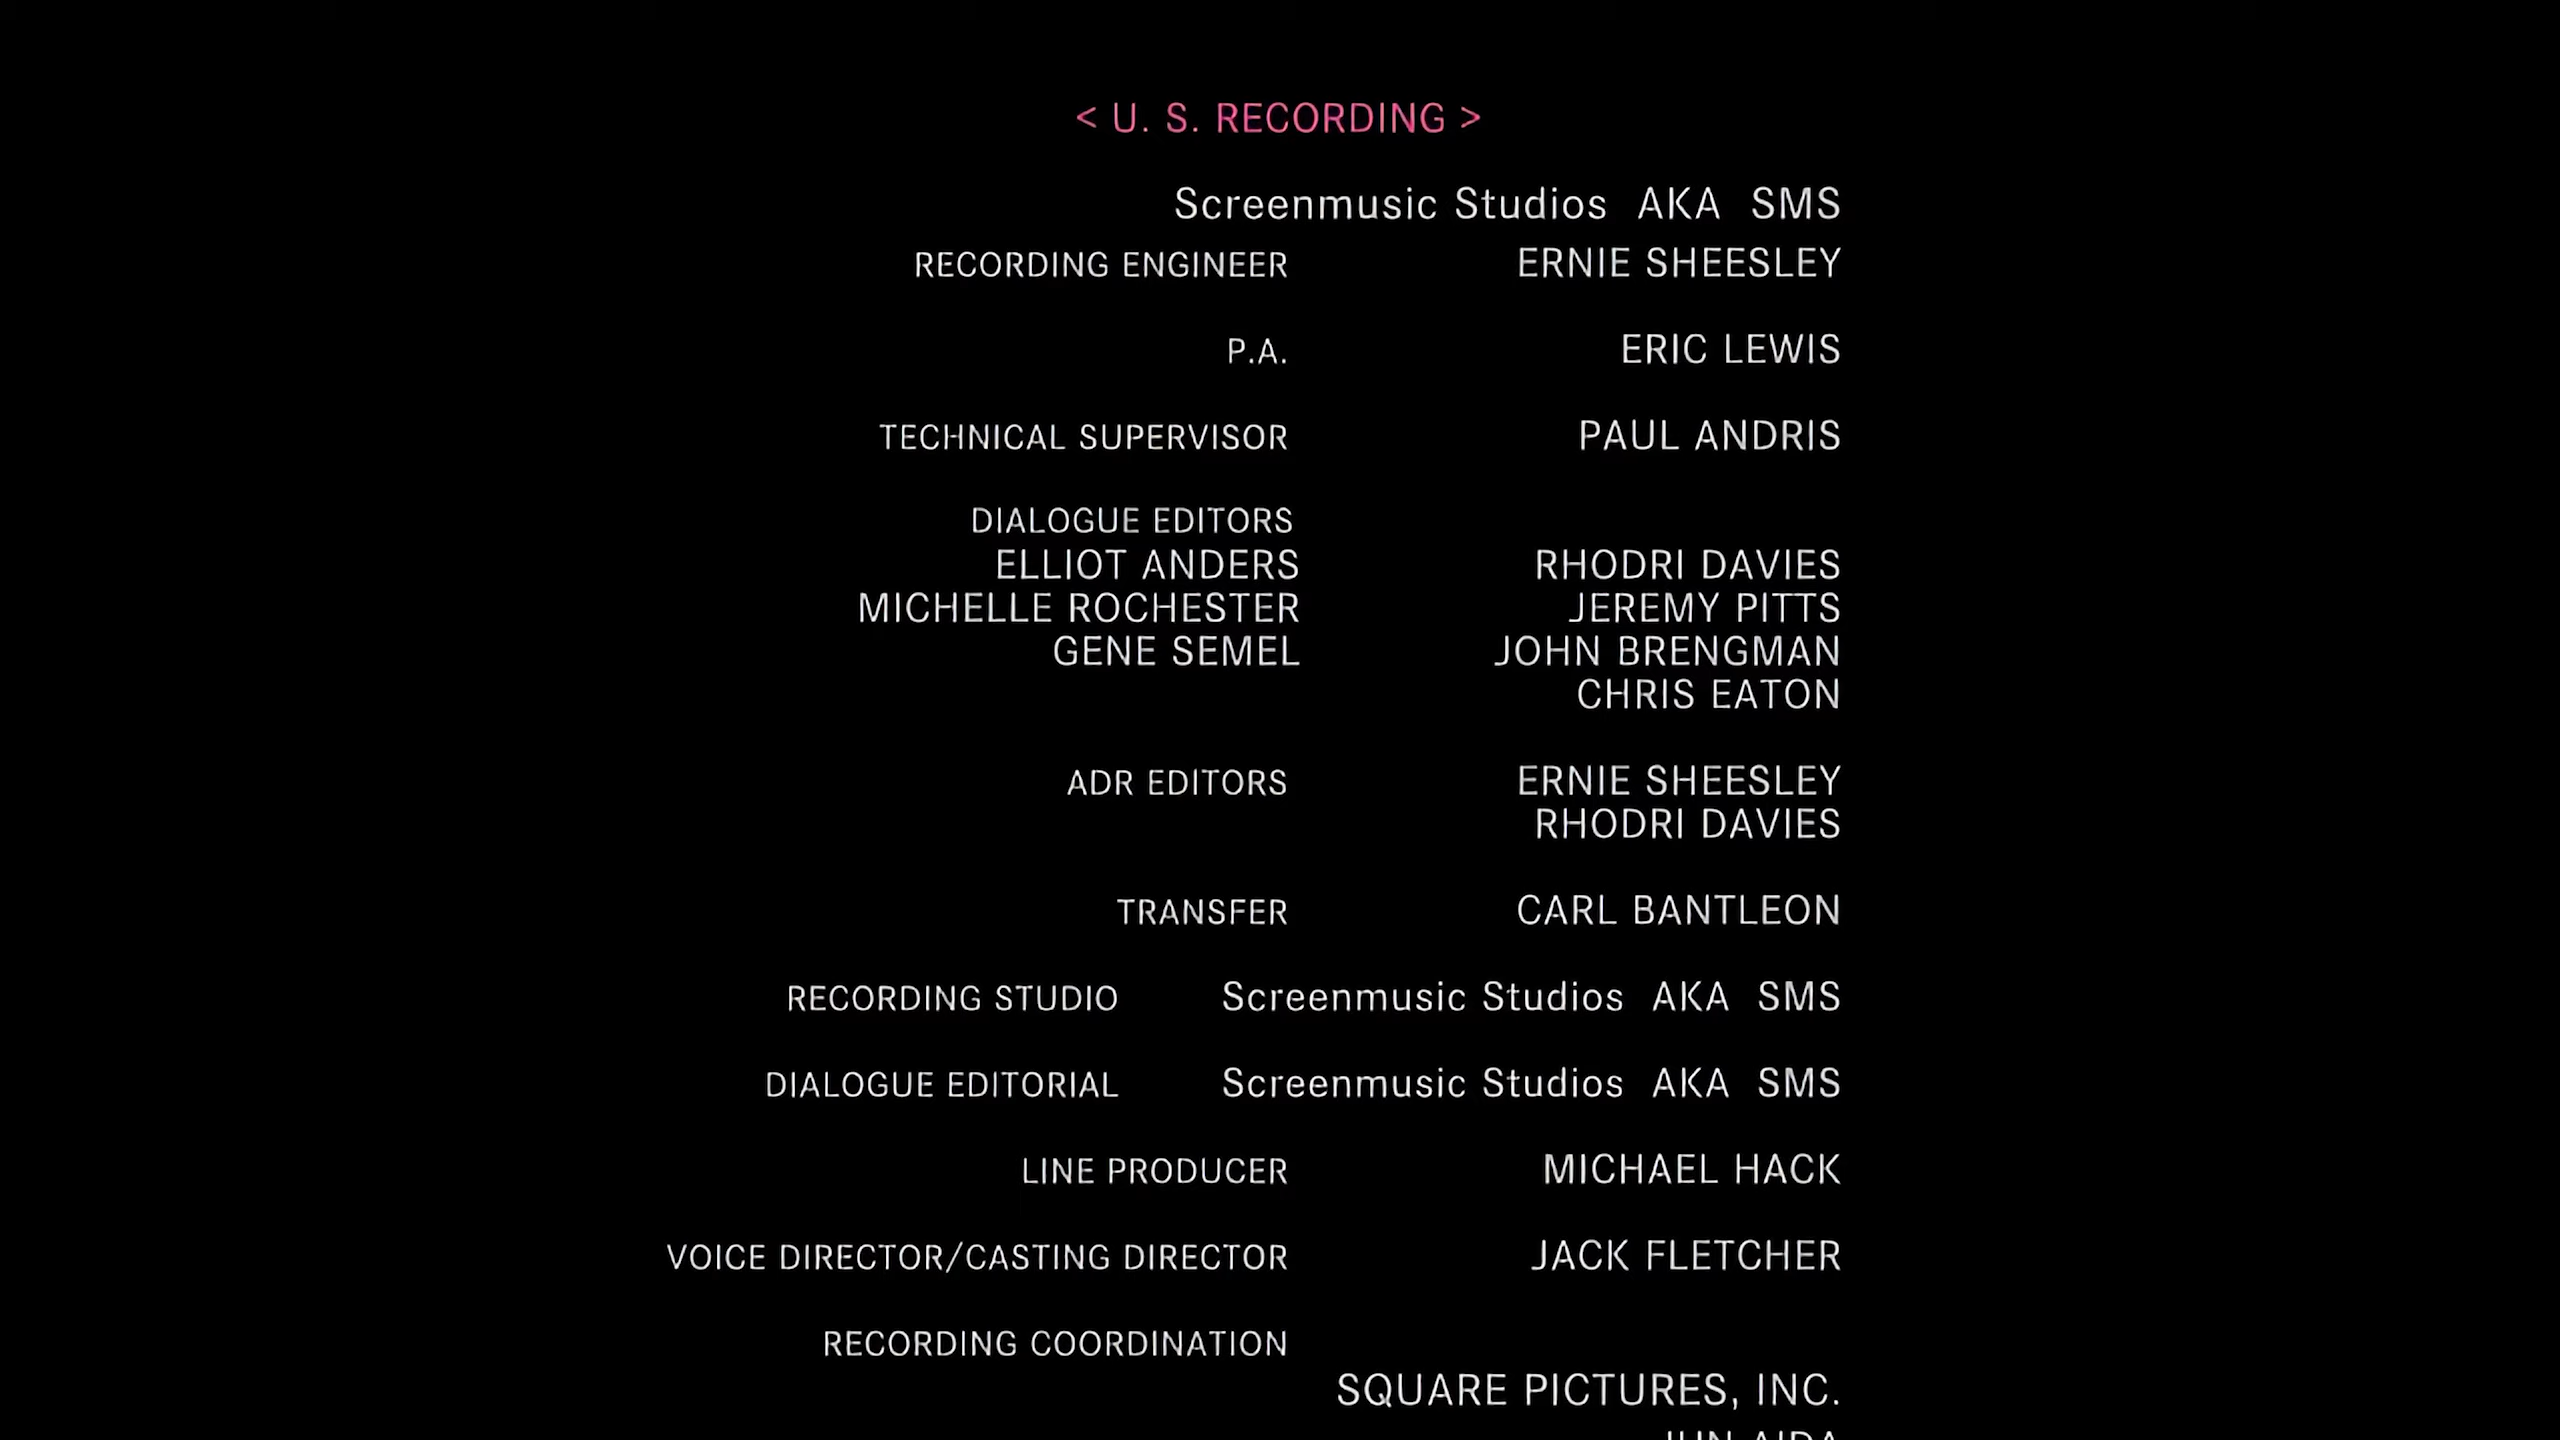 < U. S. RECORDING >
Screenmusic Studios AKA SMS
RECORDING ENGINEER ERNIE SHEESLEY
P.A. ERIC LEWIS
TECHNICAL SUPERVISOR PAUL ANDRIS
DIALOGUE EDITORS
ELLIOT ANDERS RHODRI DAVIES
MICHELLE ROCHESTER JEREMY PITTS
GENE SEMEL JOHN BRENGMAN
CHRIS EATON
ADR EDITORS ERNIE SHEESLEY
RHODRI DAVIES
TRANSFER CARL BANTLEON
RECORDING STUDIO Screenmusic Studios AKA SMS
DIALOGUE EDITORIAL Screenmusic Studios AKA SMS
LINE PRODUCER MICHAEL HACK
VOICE DIRECTOR/CASTING DIRECTOR JACK FLETCHER
RECORDING COORDINATION
SQUARE PICTURES, INC.
JUN AIDA